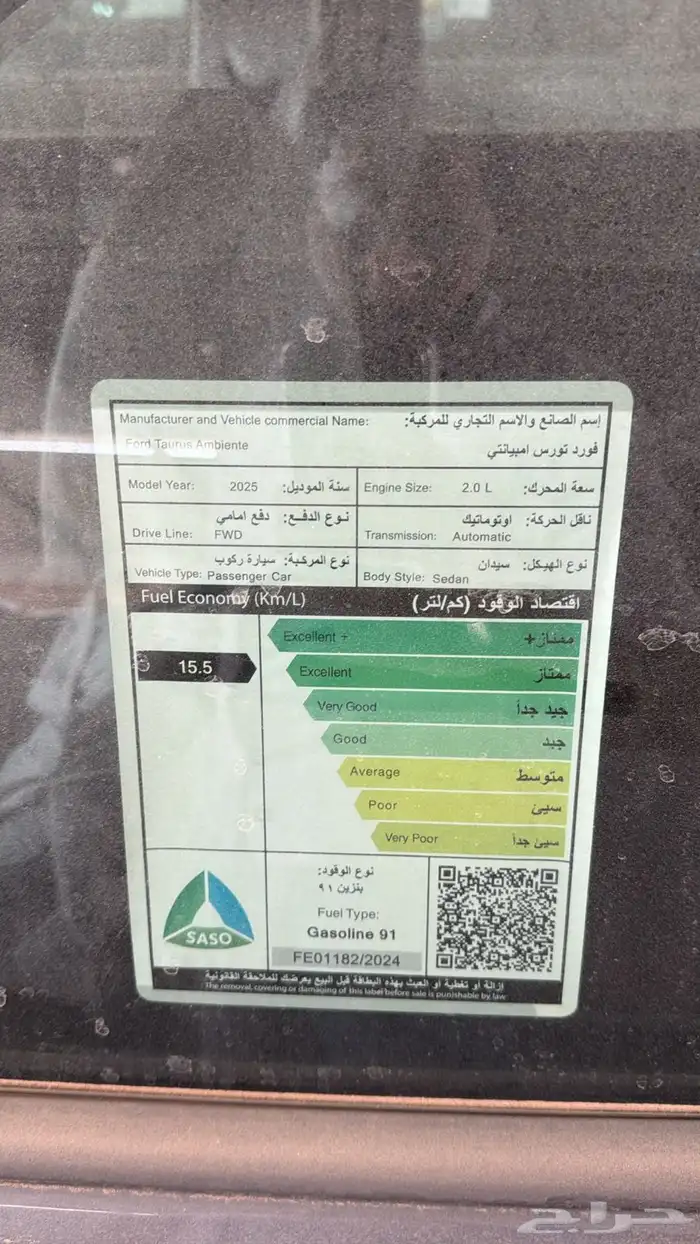 Manufacturer and Vehicle commercial Name: إسم الصانع والاسم التجاري للمركبة:
Ford Taurus Ambiente فورد تورس امبيانتي
Model Year: 2025 سنة الموديل: Engine Size: 2.0 L سعة المحرك:
نوع الدفع: دفع امامي ناقل الحركة: اوتوماتيك
Drive Line: FWD Transmission: Automatic
نوع المركبة: سيارة ركوب نوع الهيكل: سيدان
Vehicle Type: Passenger Car Body Style: Sedan
Fuel Economy (Km/L) اقتصاد الوقود (كم/لتر)
Excellent + ممتاز+
15.5 Excellent ممتاز
Very Good جيد جداً
Good جيد
Average متوسط
Poor سيئ
Very Poor سيئ جداً
نوع الوقود:
بنزين ٩١
Fuel Type:
Gasoline 91
SASO
FE01182/2024
إزالة أو تغطية أو العبث بهذه البطاقة قبل البيع يعرضك للملاحقة القانونية
The removal, covering or damaging of this label before sale is punishable by law
حراج